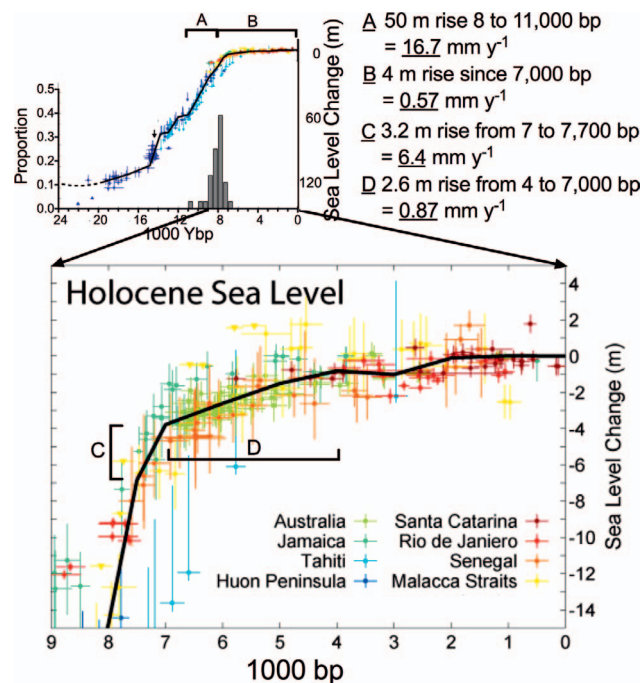 A
B
0
60
120
Sea Level Change (m)
0.5
0.4
0.3
0.2
0.1
0.0
Proportion
24
20
16
12
8
4
0
1000 Ybp
A 50 m rise 8 to 11,000 bp
= 16.7 mm y-1
B 4 m rise since 7,000 bp
= 0.57 mm y-1
C 3.2 m rise from 7 to 7,700 bp
= 6.4 mm y-1
D 2.6 m rise from 4 to 7,000 bp
= 0.87 mm y-1
Holocene Sea Level
4
2
0
-2
-4
-6
-8
-10
-12
-14
Sea Level Change (m)
C
D
Australia
Jamaica
Tahiti
Huon Peninsula
Santa Catarina
Rio de Janiero
Senegal
Malacca Straits
9
8
7
6
5
4
3
2
1
0
1000 bp